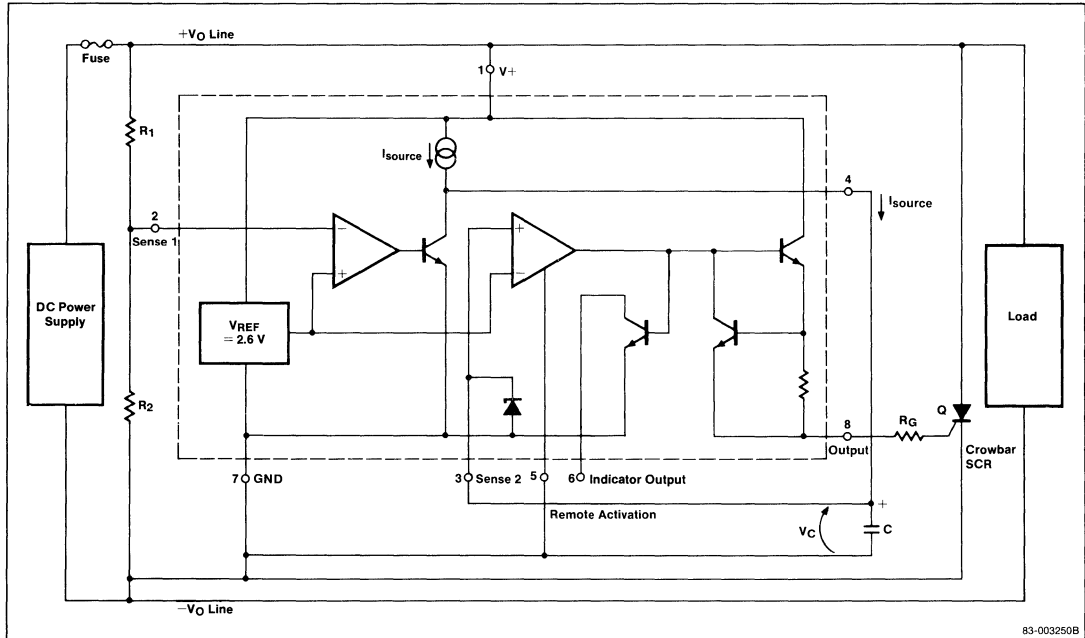 +VO Line
Fuse
1 V+
R1
Isource
4
2
Sense 1
Isource
− +
+ −
DC Power
Supply
VREF
= 2.6 V
Load
R2
RG
Q
8
Output
Crowbar
SCR
7 GND
3 Sense 2
5
6 Indicator Output
Remote Activation
+
VC
C
−VO Line
83-003250B